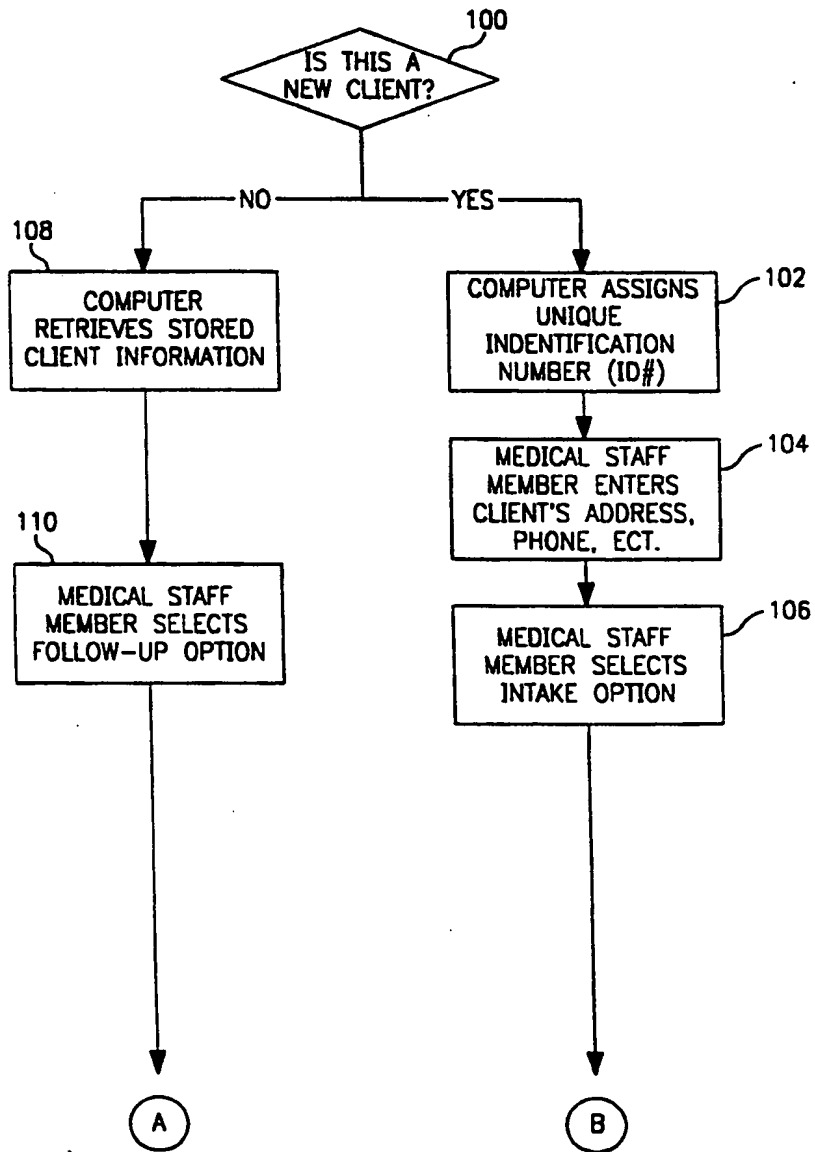 100
IS THIS A
NEW CLIENT?
NO
YES
108
COMPUTER
RETRIEVES STORED
CLIENT INFORMATION
102
COMPUTER ASSIGNS
UNIQUE
INDENTIFICATION
NUMBER (ID#)
104
MEDICAL STAFF
MEMBER ENTERS
CLIENT'S ADDRESS,
PHONE, ECT.
110
MEDICAL STAFF
MEMBER SELECTS
FOLLOW-UP OPTION
106
MEDICAL STAFF
MEMBER SELECTS
INTAKE OPTION
A
B